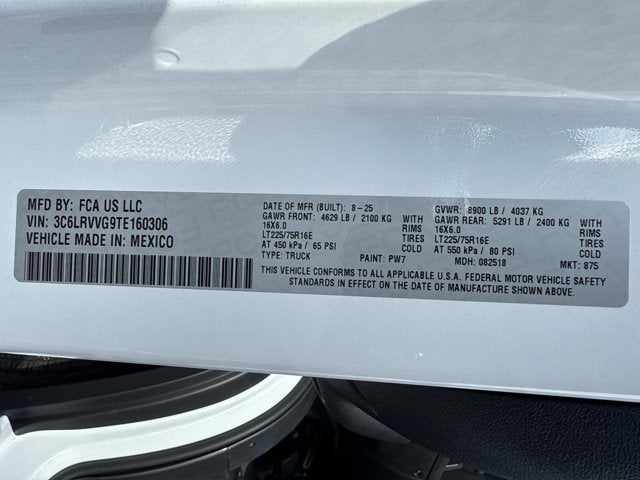 MFD BY: FCA US LLC
VIN: 3C6LRVVG9TE160306
VEHICLE MADE IN: MEXICO
DATE OF MFR (BUILT): 8-25
GAWR FRONT: 4629 LB / 2100 KG WITH
16X6.0 RIMS
LT225/75R16E TIRES
AT 450 kPa / 65 PSI COLD
TYPE: TRUCK PAINT: PW7
GVWR: 8900 LB / 4037 KG
GAWR REAR: 5291 LB / 2400 KG WITH
16X6.0 RIMS
LT225/75R16E TIRES
AT 550 kPa / 80 PSI COLD
MDH: 082518 MKT: 875
THIS VEHICLE CONFORMS TO ALL APPLICABLE U.S.A. FEDERAL MOTOR VEHICLE SAFETY
STANDARDS IN EFFECT ON THE DATE OF MANUFACTURE SHOWN ABOVE.